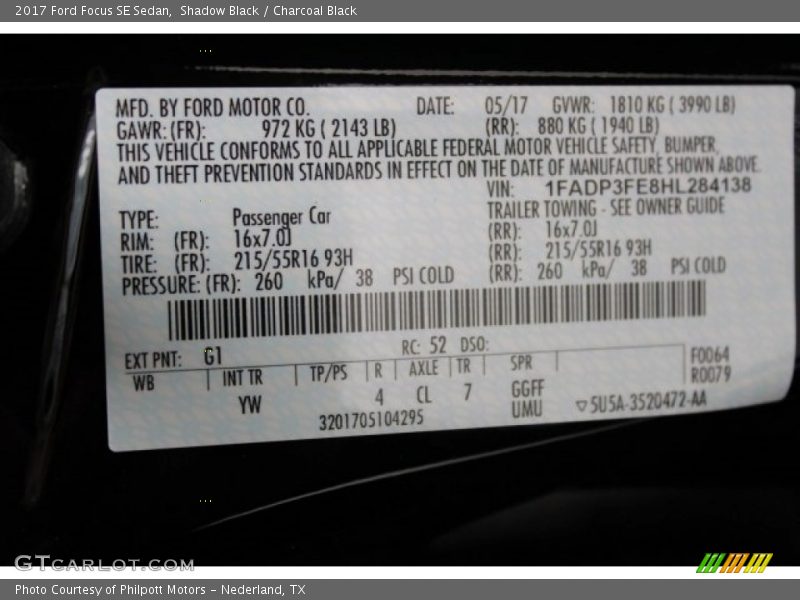 2017 Ford Focus SE Sedan, Shadow Black / Charcoal Black
MFD. BY FORD MOTOR CO. DATE: 05/17 GVWR: 1810 KG ( 3990 LB)
GAWR: (FR): 972 KG ( 2143 LB) (RR): 880 KG ( 1940 LB)
THIS VEHICLE CONFORMS TO ALL APPLICABLE FEDERAL MOTOR VEHICLE SAFETY, BUMPER,
AND THEFT PREVENTION STANDARDS IN EFFECT ON THE DATE OF MANUFACTURE SHOWN ABOVE.
VIN: 1FADP3FE8HL284138
TYPE: Passenger Car TRAILER TOWING - SEE OWNER GUIDE
RIM: (FR): 16x7.0J (RR): 16x7.0J
TIRE: (FR): 215/55R16 93H (RR): 215/55R16 93H
PRESSURE: (FR): 260 kPa/ 38 PSI COLD (RR): 260 kPa/ 38 PSI COLD
EXT PNT: G1 RC: 52 DSO:
WB INT TR TP/PS R AXLE TR SPR F0064
R0079
YW 4 CL 7 GGFF
UMU
3201705104295 ▽5U5A-3520472-AA
GTCARLOT.COM
Photo Courtesy of Philpott Motors - Nederland, TX